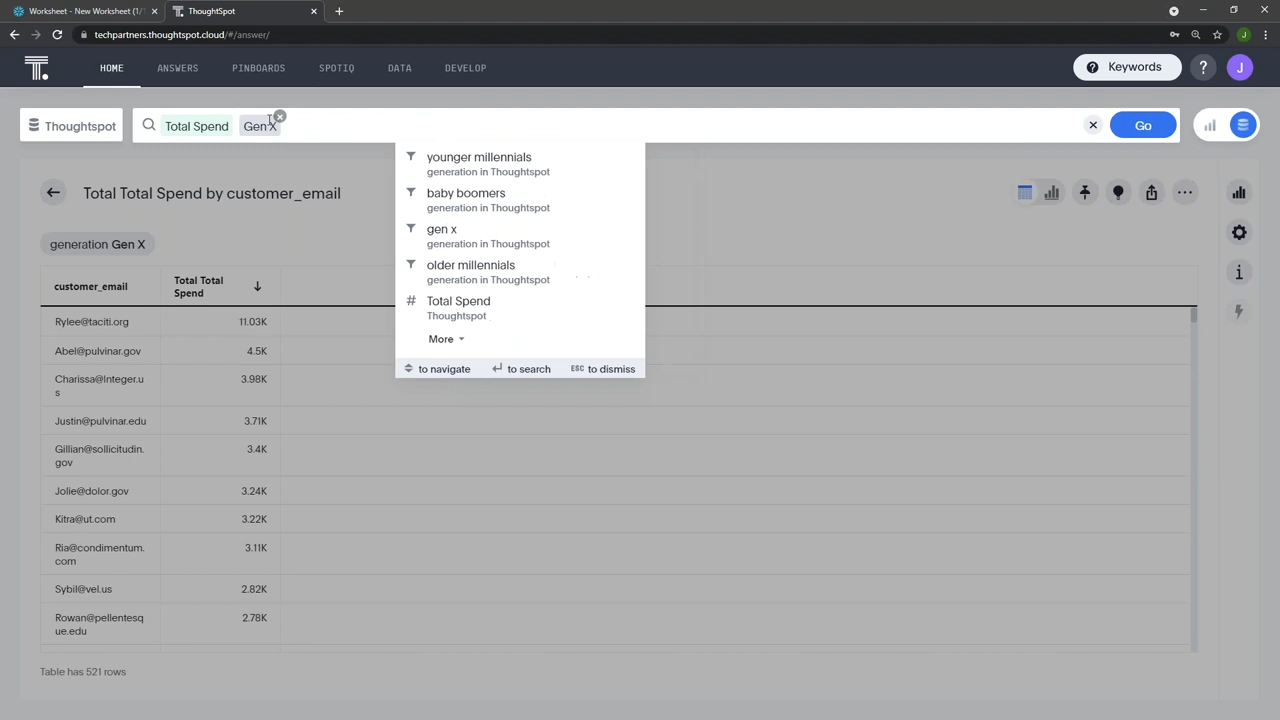 Worksheet - New Worksheet (1/1
ThoughtSpot
techpartners.thoughtspot.cloud/#/answer/
J
T.
HOME
ANSWERS
PINBOARDS
SPOTIQ
DATA
DEVELOP
Keywords
?
J
Thoughtspot
Total Spend
Gen X
Go
younger millennials
generation in Thoughtspot
baby boomers
generation in Thoughtspot
gen x
generation in Thoughtspot
older millennials
generation in Thoughtspot
# Total Spend
Thoughtspot
More
to navigate
to search
ESC to dismiss
Total Total Spend by customer_email
generation Gen X
customer_email
Total Total
Spend
Rylee@taciti.org 11.03K
Abel@pulvinar.gov 4.5K
Charissa@Integer.u 3.98K
s
Justin@pulvinar.edu 3.71K
Gillian@sollicitudin. 3.4K
gov
Jolie@dolor.gov 3.24K
Kitra@ut.com 3.22K
Ria@condimentum. 3.11K
com
Sybil@vel.us 2.82K
Rowan@pellentesq 2.78K
ue.edu
Table has 521 rows